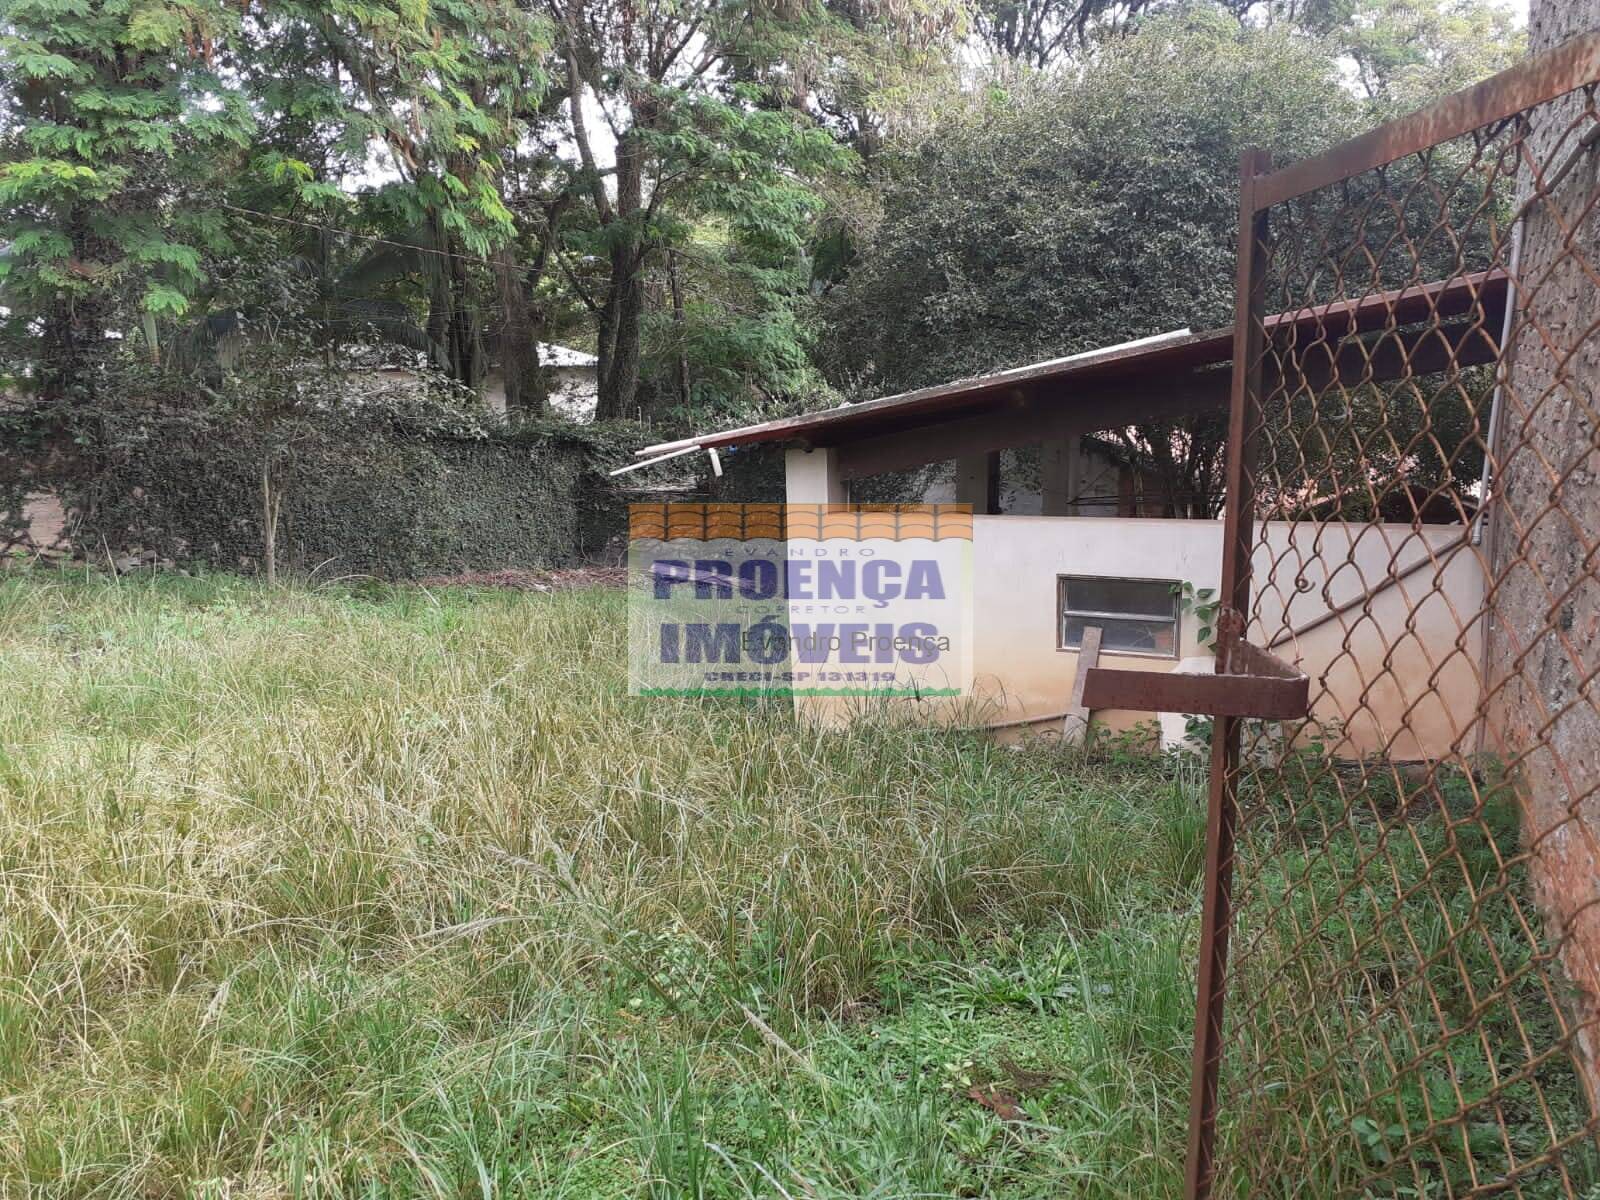 EVANDRO
PROENÇA
CORRETOR
IMÓVEIS
Evandro Proença
CRECI-SP 131319